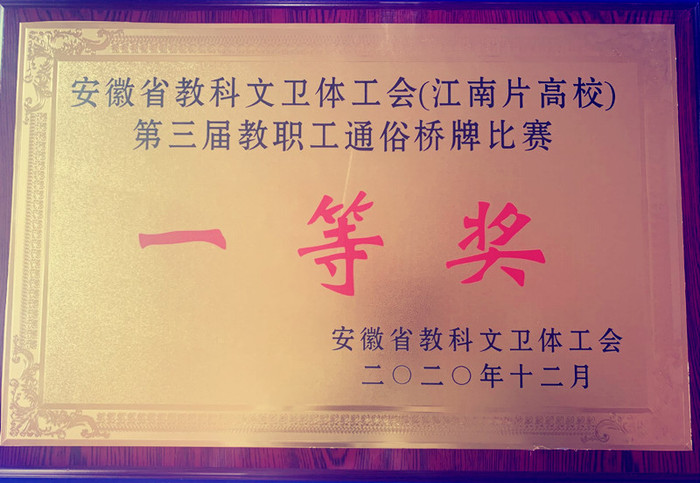 安徽省教科文卫体工会(江南片高校)
第三届教职工通俗桥牌比赛
一等奖
安徽省教科文卫体工会
二〇二〇年十二月